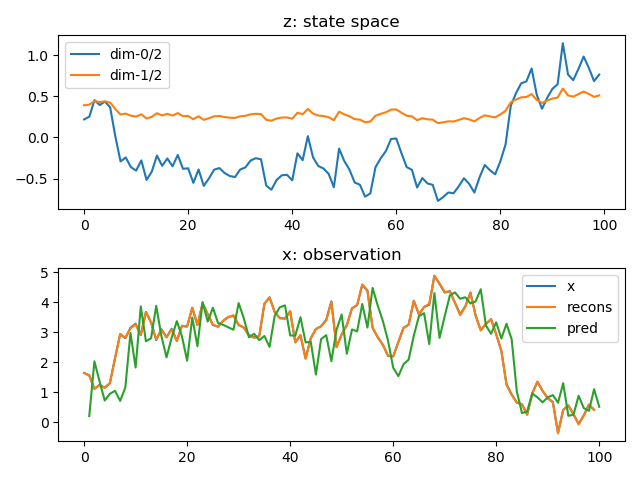 z: state space
dim-0/2
dim-1/2
1.0
0.5
0.0
−0.5
0 20 40 60 80 100
x: observation
x
recons
pred
5
4
3
2
1
0
0 20 40 60 80 100